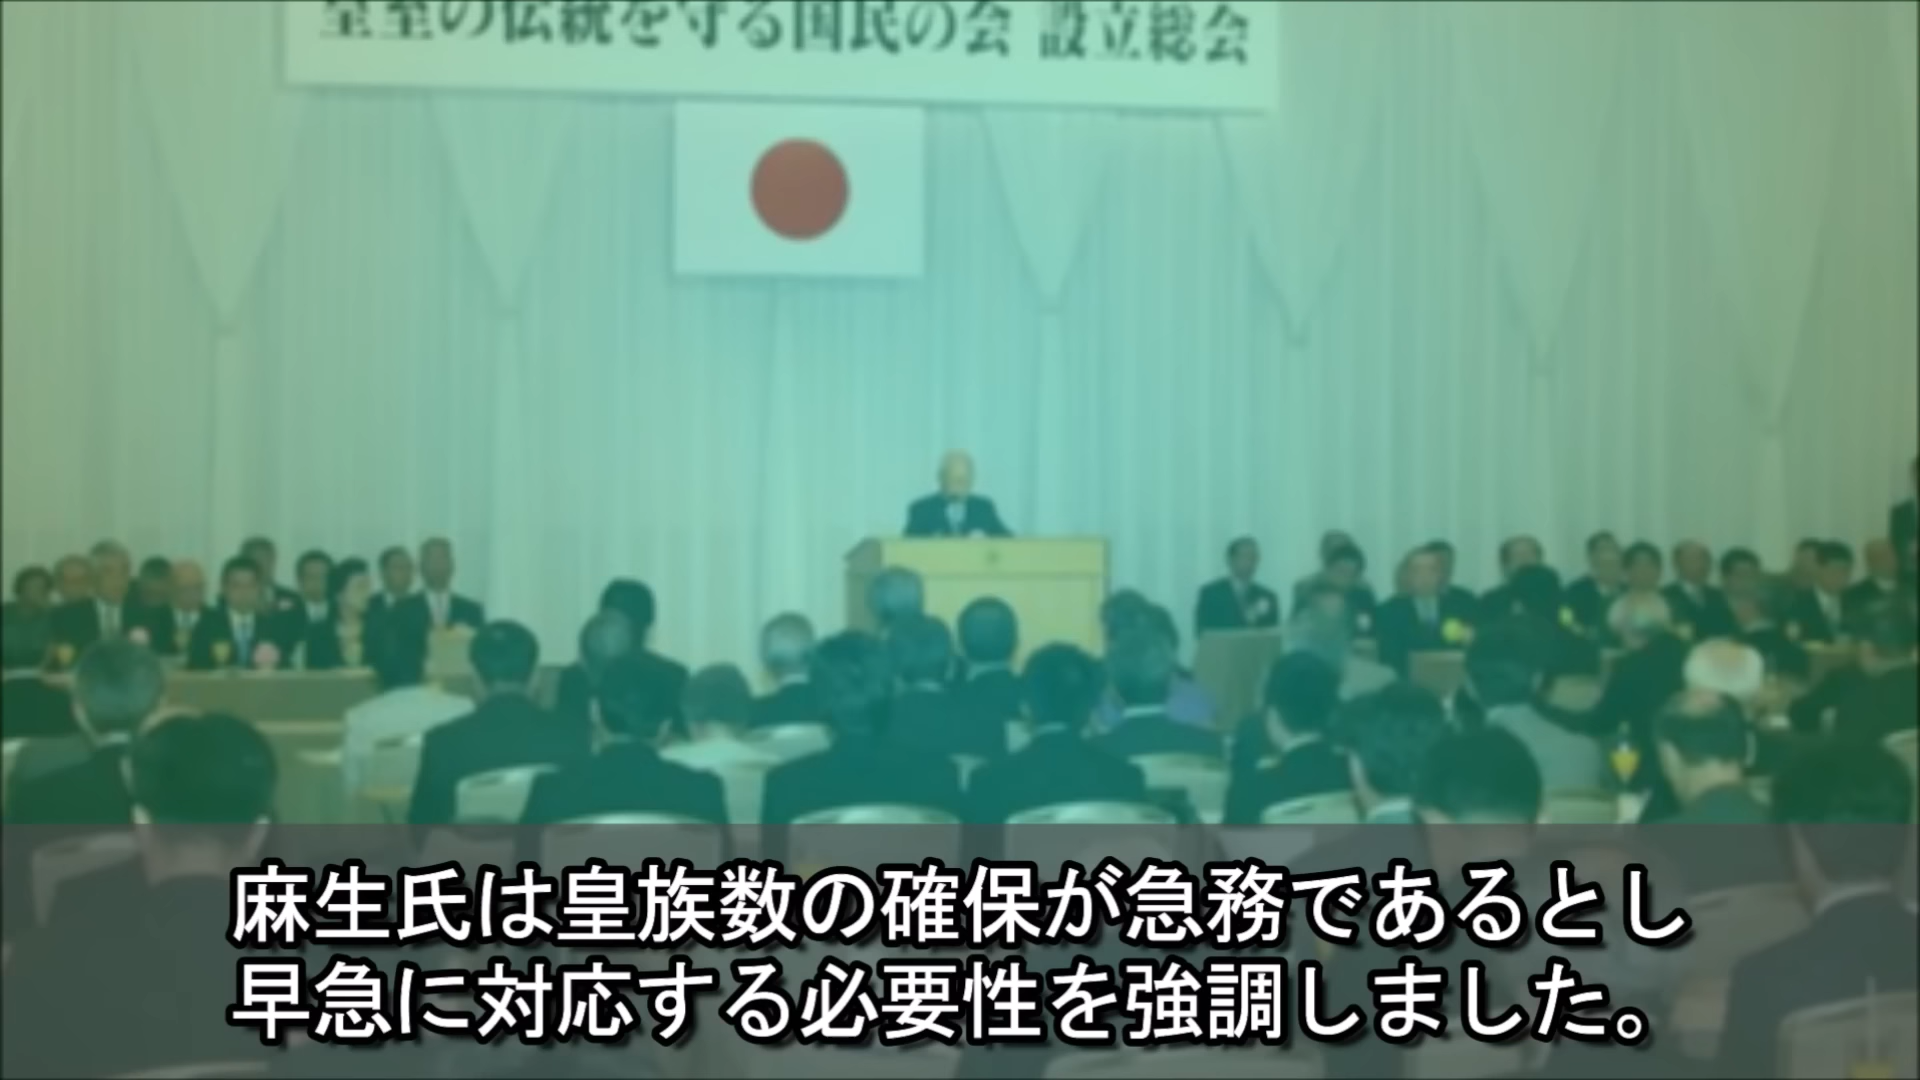 皇室の伝統を守る国民の会 設立総会
麻生氏は皇族数の確保が急務であるとし
早急に対応する必要性を強調しました。